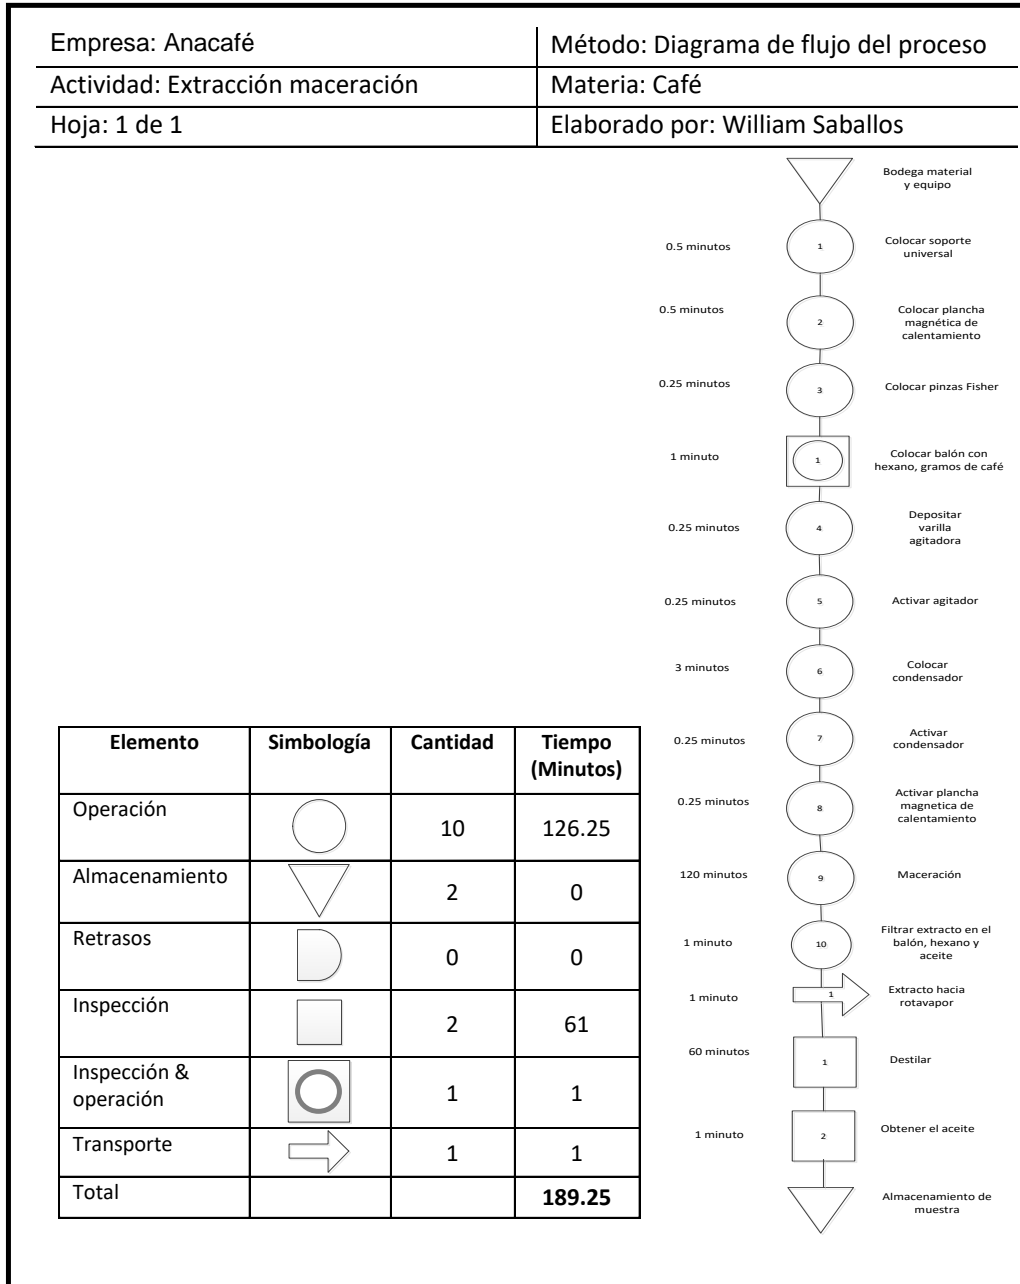 Empresa: Anacafé
Método: Diagrama de flujo del proceso
Actividad: Extracción maceración
Materia: Café
Hoja: 1 de 1
Elaborado por: William Saballos
Bodega material
y equipo
0.5 minutos
1
Colocar soporte
universal
0.5 minutos
2
Colocar plancha
magnética de
calentamiento
0.25 minutos
3
Colocar pinzas Fisher
1 minuto
1
Colocar balón con
hexano, gramos de café
0.25 minutos
4
Depositar
varilla
agitadora
0.25 minutos
5
Activar agitador
3 minutos
6
Colocar
condensador
0.25 minutos
7
Activar
condensador
0.25 minutos
8
Activar plancha
magnetica de
calentamiento
120 minutos
9
Maceración
1 minuto
10
Filtrar extracto en el
balón, hexano y
aceite
1 minuto
1
Extracto hacia
rotavapor
60 minutos
1
Destilar
1 minuto
2
Obtener el aceite
Almacenamiento de
muestra
Elemento
Simbología
Cantidad
Tiempo
(Minutos)
Operación
10
126.25
Almacenamiento
2
0
Retrasos
0
0
Inspección
2
61
Inspección &
operación
1
1
Transporte
1
1
Total
189.25